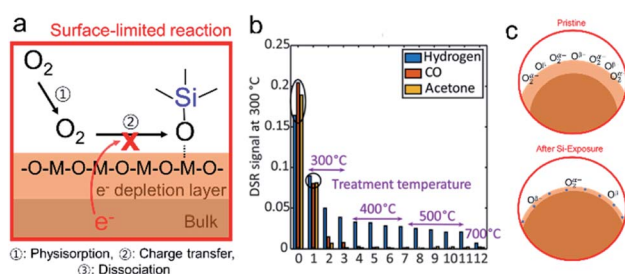 a
Surface-limited reaction
O2
①
Si
②
O2
O
X
-O-M-O-M-O-M-O-M-O-
e- depletion layer
e-
Bulk
①: Physisorption, ②: Charge transfer,
③: Dissociation
b
DSR signal at 300 °C
0.25
0.2
0.15
0.1
0.05
0
Hydrogen
CO
Acetone
300°C
Treatment temperature
400°C
500°C
700°C
0 1 2 3 4 5 6 7 8 9 10 11 12
c
Pristine
After Si-Exposure